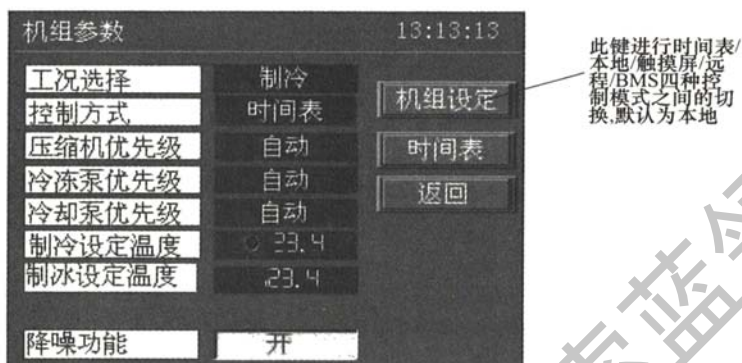 机组参数 13:13:13
工况选择 制冷
控制方式 时间表
压缩机优先级 自动
冷冻泵优先级 自动
冷却泵优先级 自动
制冷设定温度 23.4
制冰设定温度 23.4
降噪功能 开
机组设定
时间表
返回
此键进行时间表/
本地/触摸屏/远
程/BMS四种控
制模式之间的切
换,默认为本地